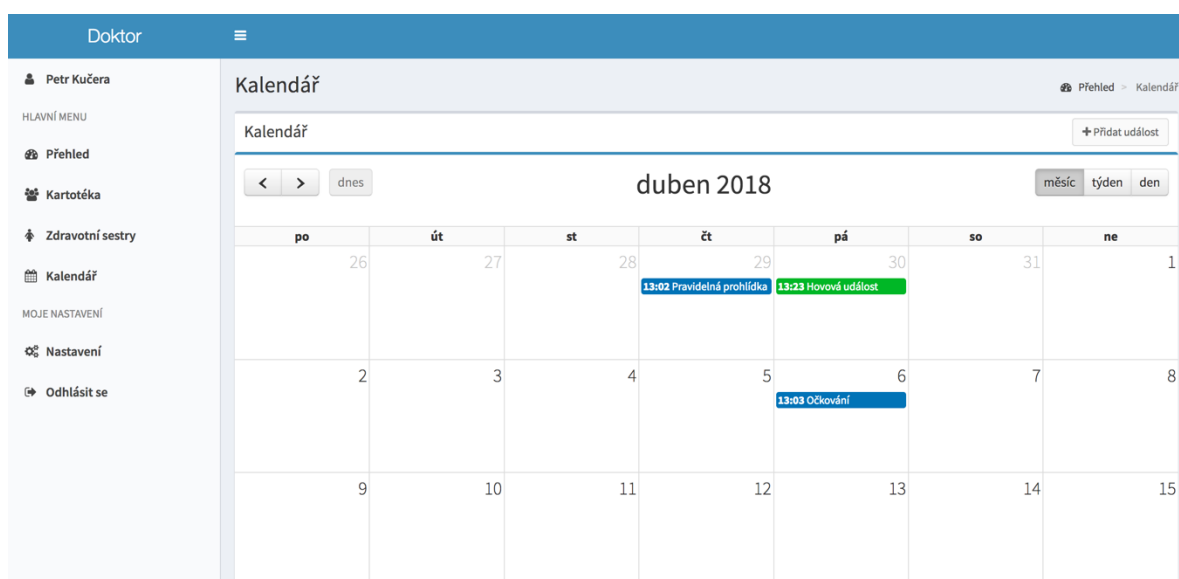 Doktor
Petr Kučera
HLAVNÍ MENU
Přehled
Kartotéka
Zdravotní sestry
Kalendář
MOJE NASTAVENÍ
Nastavení
Odhlásit se
Kalendář
Přehled > Kalendář
Kalendář
+ Přidat událost
< > dnes
duben 2018
měsíc týden den
po út st čt pá so ne
26 27 28 29 30 31 1
13:02 Pravidelná prohlídka 13:23 Hovová událost
2 3 4 5 6 7 8
13:03 Očkování
9 10 11 12 13 14 15